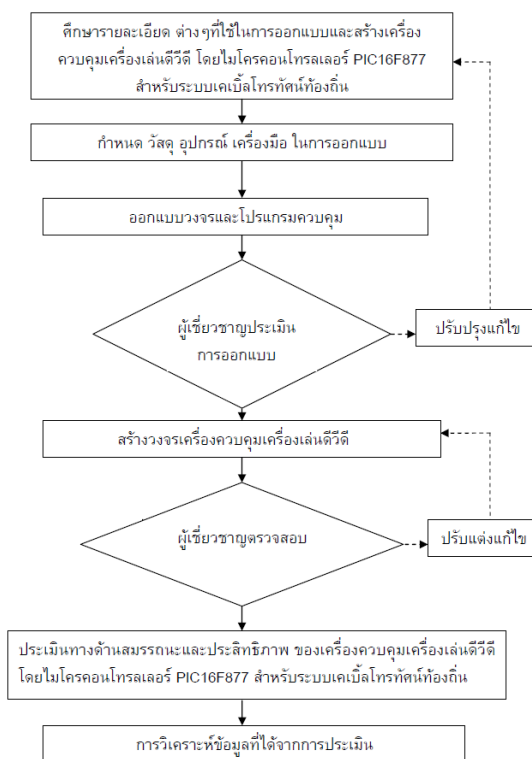 ศึกษารายละเอียด ต่างๆที่ใช้ในการออกแบบและสร้างเครื่อง
ควบคุมเครื่องเล่นดีวีดี โดยไมโครคอนโทรลเลอร์ PIC16F877
สำหรับระบบเคเบิ้ลโทรทัศน์ท้องถิ่น
กำหนด วัสดุ อุปกรณ์ เครื่องมือ ในการออกแบบ
ออกแบบวงจรและโปรแกรมควบคุม
ผู้เชี่ยวชาญประเมิน
การออกแบบ
ปรับปรุงแก้ไข
สร้างวงจรเครื่องควบคุมเครื่องเล่นดีวีดี
ผู้เชี่ยวชาญตรวจสอบ
ปรับแต่งแก้ไข
ประเมินทางด้านสมรรถนะและประสิทธิภาพ ของเครื่องควบคุมเครื่องเล่นดีวีดี
โดยไมโครคอนโทรลเลอร์ PIC16F877 สำหรับระบบเคเบิ้ลโทรทัศน์ท้องถิ่น
การวิเคราะห์ข้อมูลที่ได้จากการประเมิน